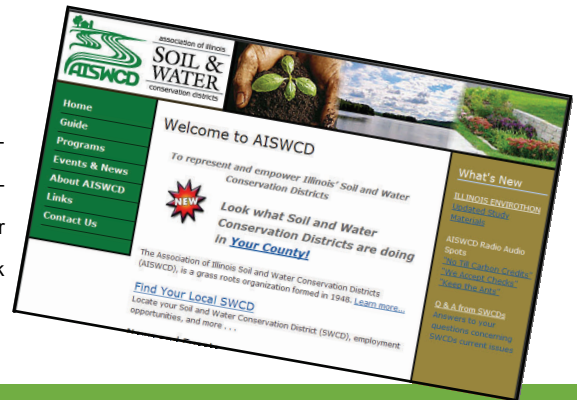 association of illinois
SOIL &
WATER
conservation districts
AISWCD
Home
Guide
Programs
Events & News
About AISWCD
Links
Contact Us
Welcome to AISWCD
To represent and empower Illinois' Soil and Water
Conservation Districts
NEW
Look what Soil and Water
Conservation Districts are doing
in Your County!
The Association of Illinois Soil and Water Conservation Districts
(AISWCD), is a grass roots organization formed in 1948. Learn more...
Find Your Local SWCD
Locate your Soil and Water Conservation District (SWCD), employment
opportunities, and more . . .
What's New
ILLINOIS ENVIROTHON
Updated Study
Materials
AISWCD Radio Audio
Spots
"No Till Carbon Credits"
"We Accept Checks"
"Keep the Ants"
Q & A from SWCDs
Answers to your
questions concerning
SWCDs current issues